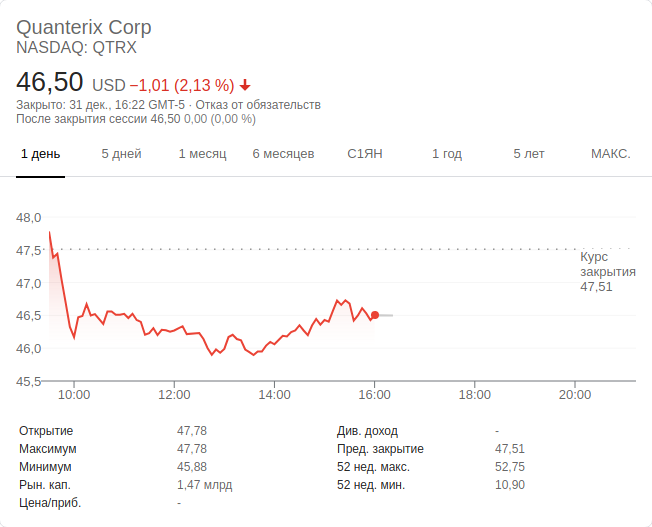 Quanterix Corp
NASDAQ: QTRX
46,50 USD −1,01 (2,13 %)
Закрыто: 31 дек., 16:22 GMT-5 · Отказ от обязательств
После закрытия сессии 46,50 0,00 (0,00 %)
1 день 5 дней 1 месяц 6 месяцев С1ЯН 1 год 5 лет МАКС.
48,0
47,5
47,0
46,5
46,0
45,5
Курс
закрытия
47,51
10:00 12:00 14:00 16:00 18:00 20:00
Открытие 47,78
Максимум 47,78
Минимум 45,88
Рын. кап. 1,47 млрд
Цена/приб. -
Див. доход -
Пред. закрытие 47,51
52 нед. макс. 52,75
52 нед. мин. 10,90